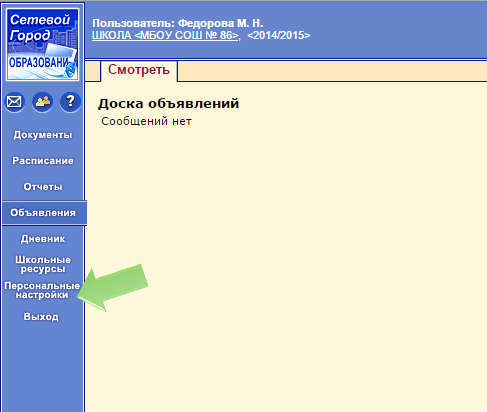 Сетевой
Город
ОБРАЗОВАНИ
Пользователь: Федорова М. Н.
ШКОЛА <МБОУ СОШ № 86>, <2014/2015>
Смотреть
Доска объявлений
Сообщений нет
?
Документы
Расписание
Отчеты
Объявления
Дневник
Школьные
ресурсы
Персональные
настройки
Выход